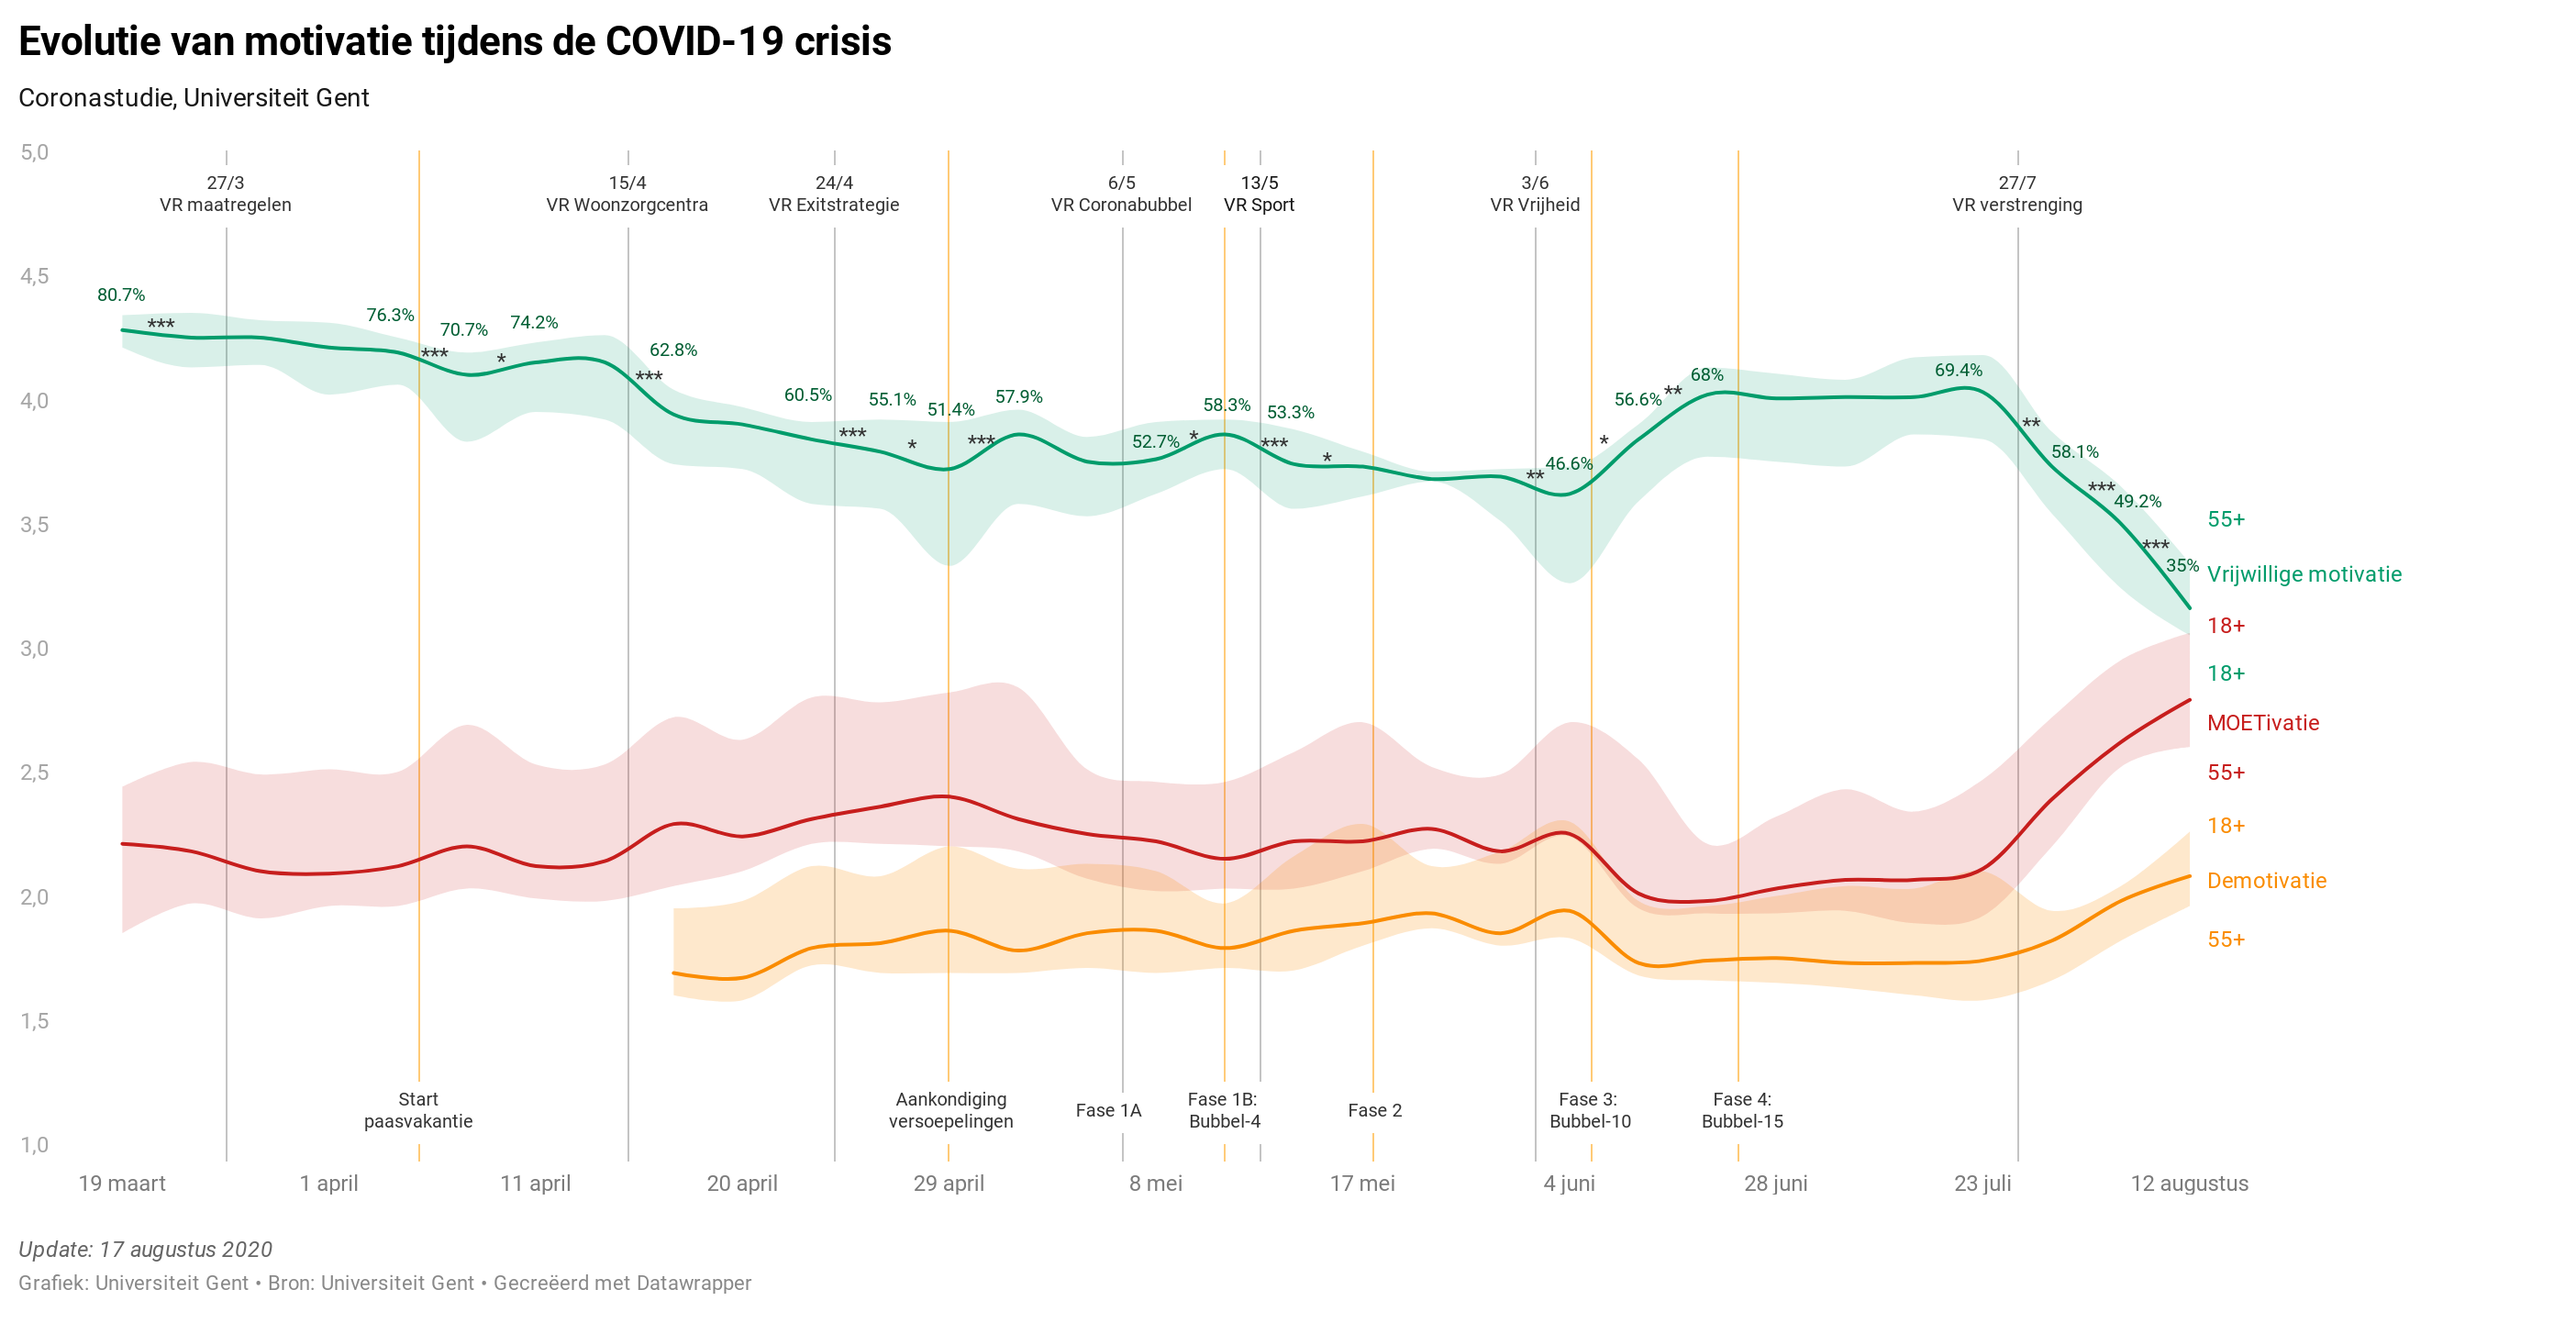 Evolutie van motivatie tijdens de COVID-19 crisis
Coronastudie, Universiteit Gent
5,0
4,5
4,0
3,5
3,0
2,5
2,0
1,5
1,0
27/3
VR maatregelen
15/4
VR Woonzorgcentra
24/4
VR Exitstrategie
6/5
VR Coronabubbel
13/5
VR Sport
3/6
VR Vrijheid
27/7
VR verstrenging
80.7%
***
76.3%
***
70.7%
*
74.2%
***
62.8%
60.5%
***
55.1%
*
51.4%
***
57.9%
52.7%
*
58.3%
***
53.3%
*
**
46.6%
*
56.6%
**
68%
69.4%
**
58.1%
***
49.2%
***
35%
55+
Vrijwillige motivatie
18+
18+
MOETivatie
55+
18+
Demotivatie
55+
Start
paasvakantie
Aankondiging
versoepelingen
Fase 1A
Fase 1B:
Bubbel-4
Fase 2
Fase 3:
Bubbel-10
Fase 4:
Bubbel-15
19 maart
1 april
11 april
20 april
29 april
8 mei
17 mei
4 juni
28 juni
23 juli
12 augustus
Update: 17 augustus 2020
Grafiek: Universiteit Gent • Bron: Universiteit Gent • Gecreëerd met Datawrapper